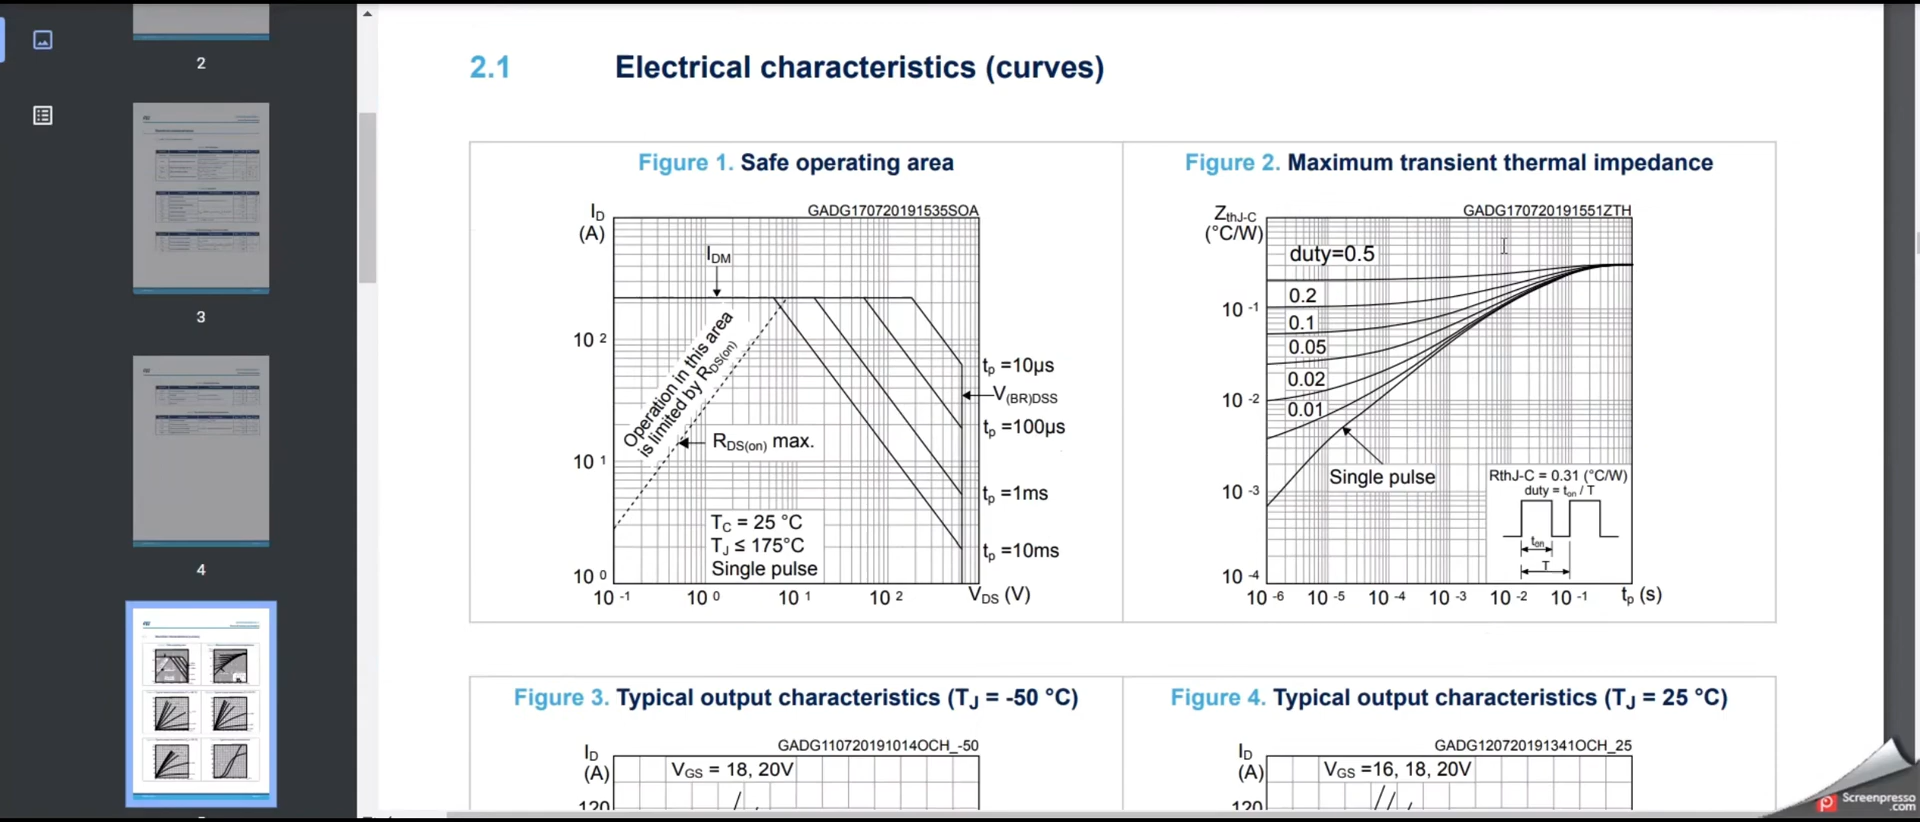 2
3
4
2.1 Electrical characteristics (curves)
Figure 1. Safe operating area
GADG170720191535SOA
ID
(A)
IDM
10 2
10 1
10 0
Operation in this area
is limited by RDS(on)
RDS(on) max.
TC = 25 °C
TJ ≤ 175°C
Single pulse
tp =10µs
V(BR)DSS
tp =100µs
tp =1ms
tp =10ms
10 -1 10 0 10 1 10 2 VDS (V)
Figure 2. Maximum transient thermal impedance
GADG170720191551ZTH
ZthJ-C
(°C/W)
duty=0.5
0.2
10 -1
0.1
0.05
0.02
10 -2
0.01
Single pulse
RthJ-C = 0.31 (°C/W)
duty = ton / T
10 -3
ton
T
10 -4
10 -6 10 -5 10 -4 10 -3 10 -2 10 -1 tp (s)
Figure 3. Typical output characteristics (TJ = -50 °C)
GADG110720191014OCH_-50
ID
(A)
VGS = 18, 20V
120
Figure 4. Typical output characteristics (TJ = 25 °C)
GADG120720191341OCH_25
ID
(A)
VGS =16, 18, 20V
120
Screenpresso
.com